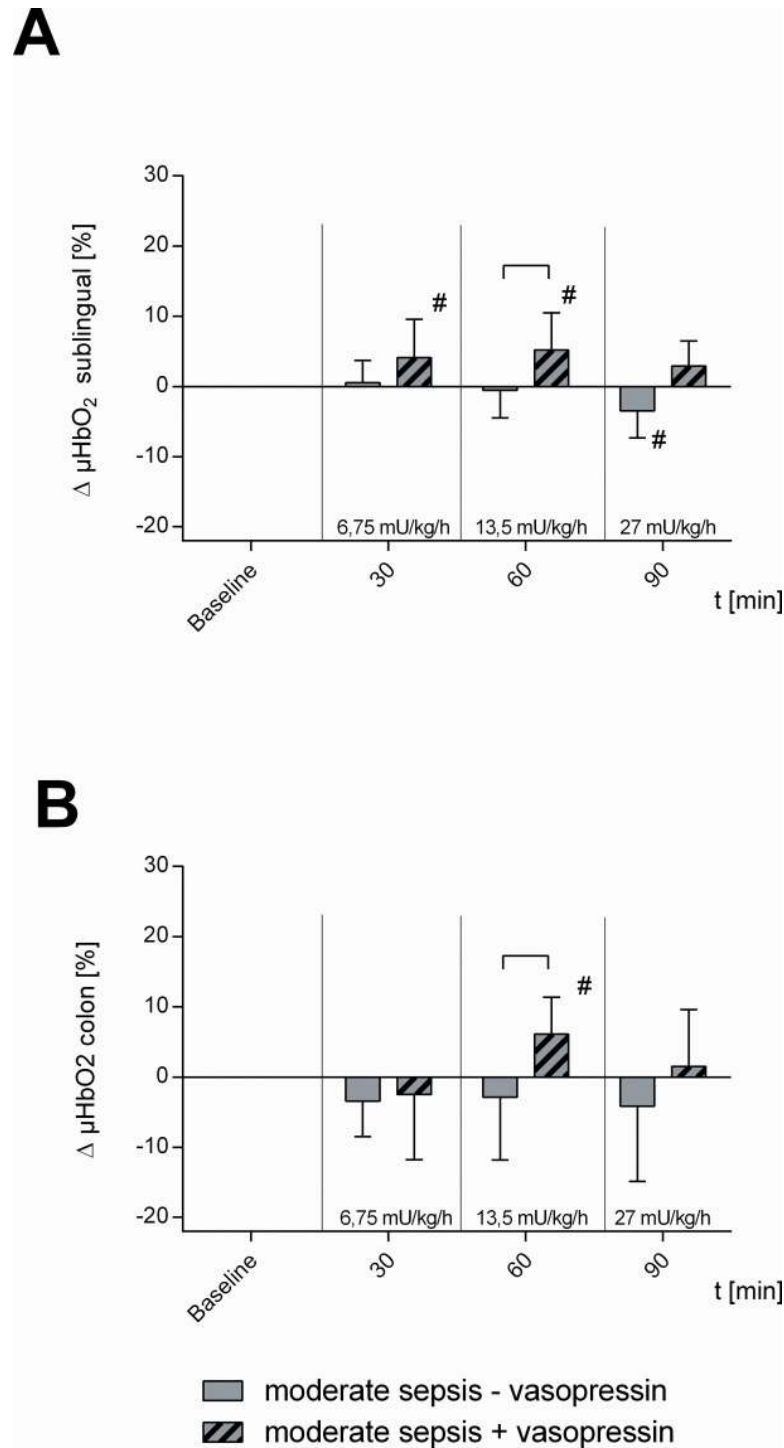 A
Δ µHbO₂ sublingual [%]
30
20
10
0
-10
-20
#
#
#
6,75 mU/kg/h
13,5 mU/kg/h
27 mU/kg/h
Baseline
30
60
90
t [min]
B
Δ µHbO2 colon [%]
30
20
10
0
-10
-20
#
6,75 mU/kg/h
13,5 mU/kg/h
27 mU/kg/h
Baseline
30
60
90
t [min]
moderate sepsis - vasopressin
moderate sepsis + vasopressin